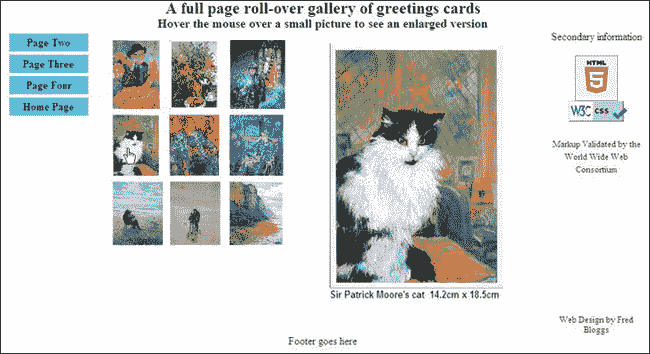 A full page roll-over gallery of greetings cards
Hover the mouse over a small picture to see an enlarged version
Page Two
Page Three
Page Four
Home Page
Sir Patrick Moore's cat 14.2cm x 18.5cm
Secondary information
HTML
5
W3C css
Markup Validated by the
World Wide Web
Consortium
Web Design by Fred
Bloggs
Footer goes here